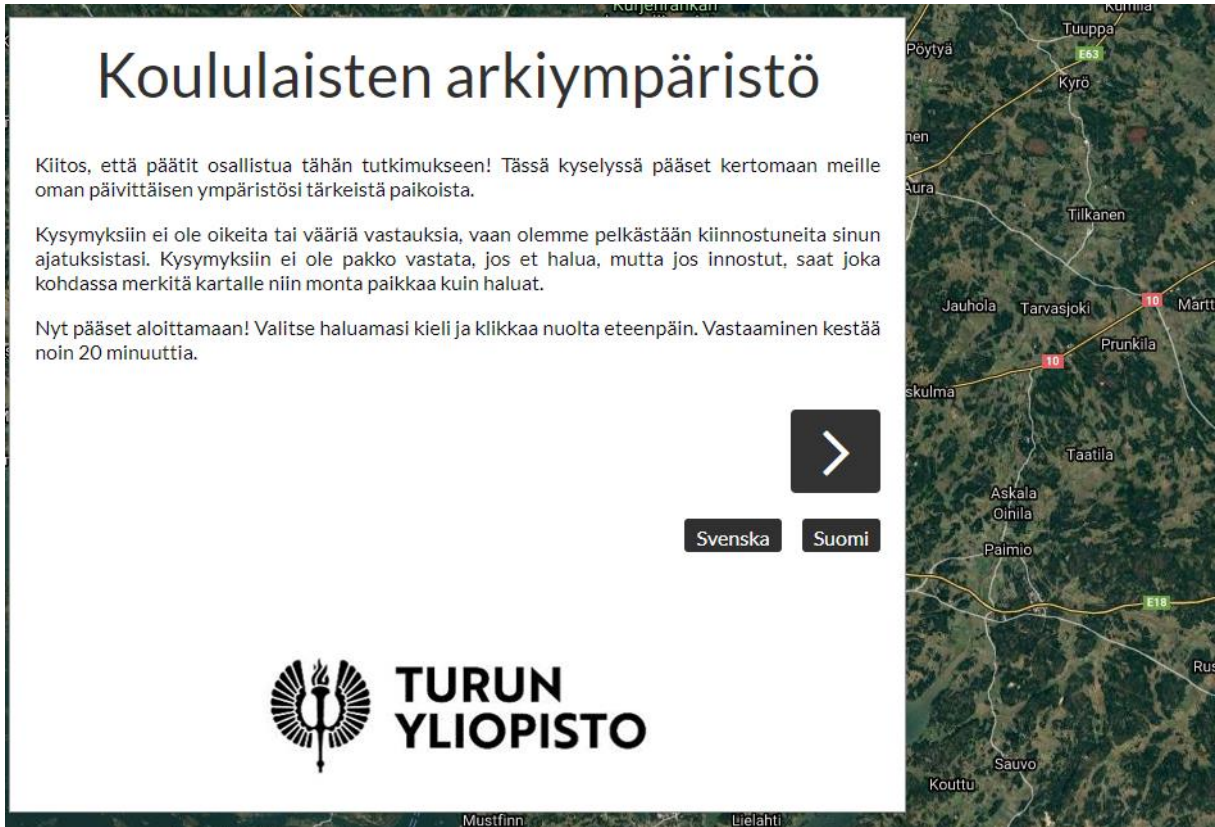 Koululaisten arkiympäristö
Kiitos, että päätit osallistua tähän tutkimukseen! Tässä kyselyssä pääset kertomaan meille
oman päivittäisen ympäristösi tärkeistä paikoista.
Kysymyksiin ei ole oikeita tai vääriä vastauksia, vaan olemme pelkästään kiinnostuneita sinun
ajatuksistasi. Kysymyksiin ei ole pakko vastata, jos et halua, mutta jos innostut, saat joka
kohdassa merkitä kartalle niin monta paikkaa kuin haluat.
Nyt pääset aloittamaan! Valitse haluamasi kieli ja klikkaa nuolta eteenpäin. Vastaaminen kestää
noin 20 minuuttia.
Svenska
Suomi
TURUN
YLIOPISTO
Tuuppa
Pöytyä
E63
Kyrö
nen
Aura
Tilkanen
Jauhola
Tarvasjoki
10
Martt
Prunkila
10
skulma
Taatila
Askala
Oinila
Paimio
E18
Rus
Sauvo
Kouttu
Mustfinn
Lielahti